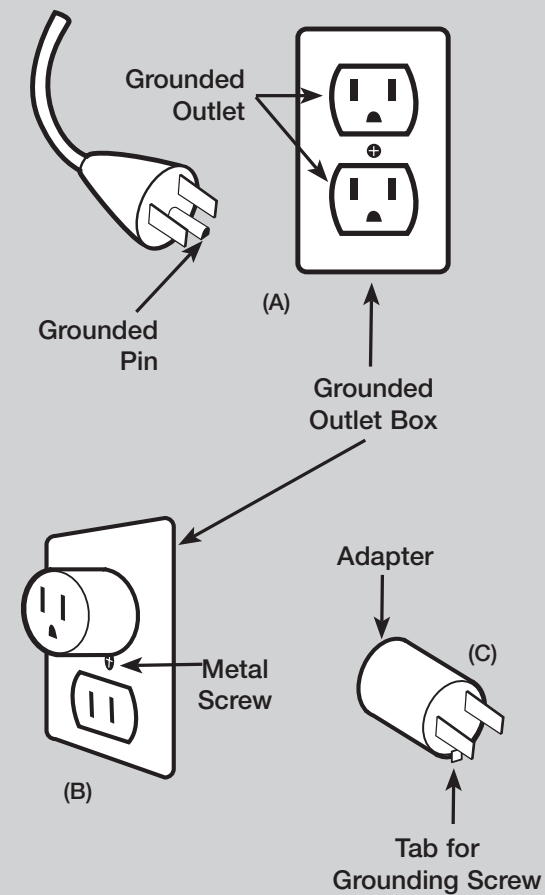 Grounded
Outlet
(A)
Grounded
Pin
Grounded
Outlet Box
Adapter
(C)
Metal
Screw
(B)
Tab for
Grounding Screw